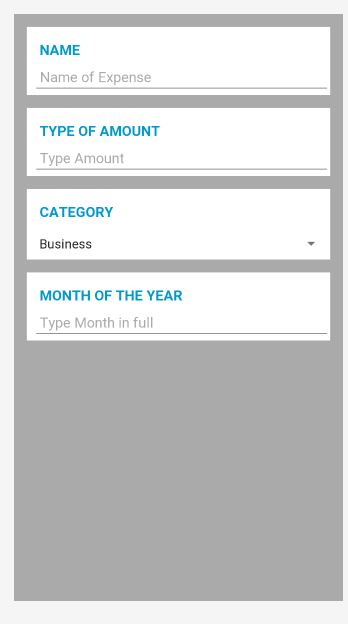 NAME
Name of Expense
TYPE OF AMOUNT
Type Amount
CATEGORY
Business
MONTH OF THE YEAR
Type Month in full